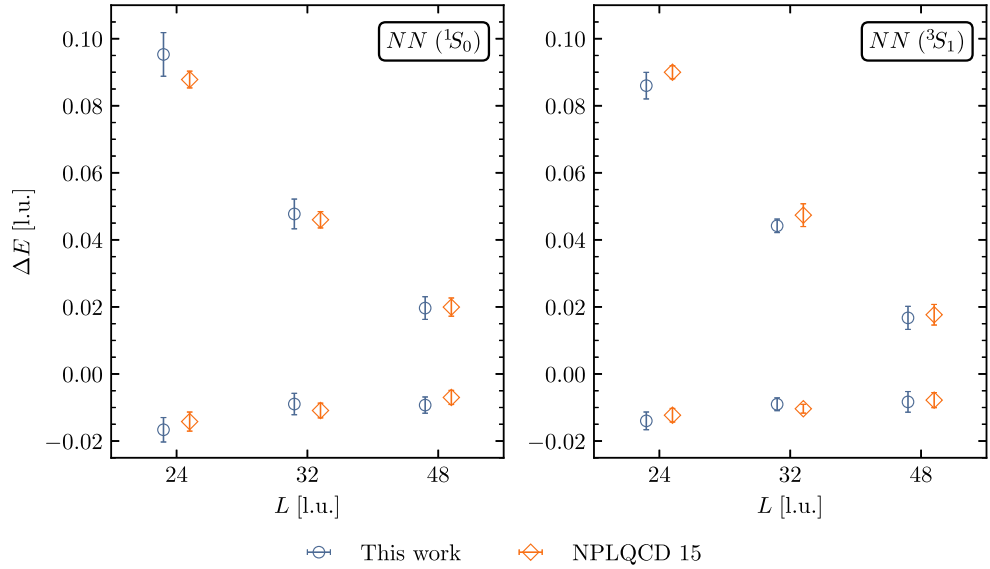 NN (¹S₀)
NN (³S₁)
ΔE [l.u.]
0.10
0.08
0.06
0.04
0.02
0.00
−0.02
24
32
48
L [l.u.]
0.10
0.08
0.06
0.04
0.02
0.00
−0.02
24
32
48
L [l.u.]
This work
NPLQCD 15